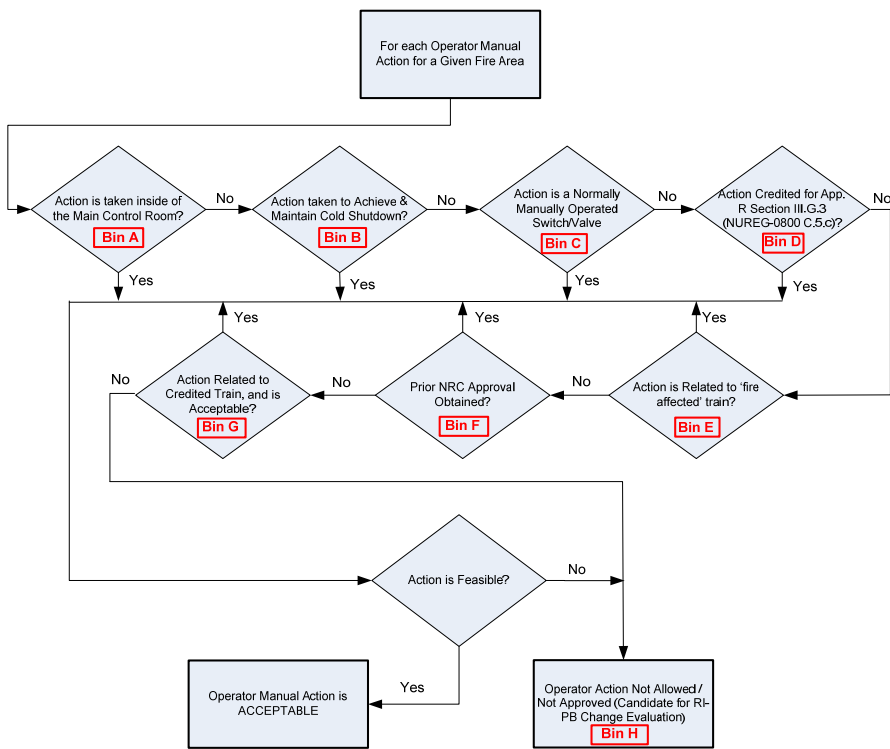 For each Operator Manual
Action for a Given Fire Area
Action is taken inside of
the Main Control Room?
Bin A
No
Yes
Action taken to Achieve &
Maintain Cold Shutdown?
Bin B
No
Yes
Action is a Normally
Manually Operated
Switch/Valve
Bin C
No
Yes
Action Credited for App.
R Section III.G.3
(NUREG-0800 C.5.c)?
Bin D
No
Yes
Action is Related to ‘fire
affected’ train?
Bin E
Yes
No
Prior NRC Approval
Obtained?
Bin F
Yes
No
Action Related to
Credited Train, and is
Acceptable?
Bin G
Yes
No
Action is Feasible?
No
Yes
Operator Manual Action is
ACCEPTABLE
Operator Action Not Allowed /
Not Approved (Candidate for RI-
PB Change Evaluation)
Bin H